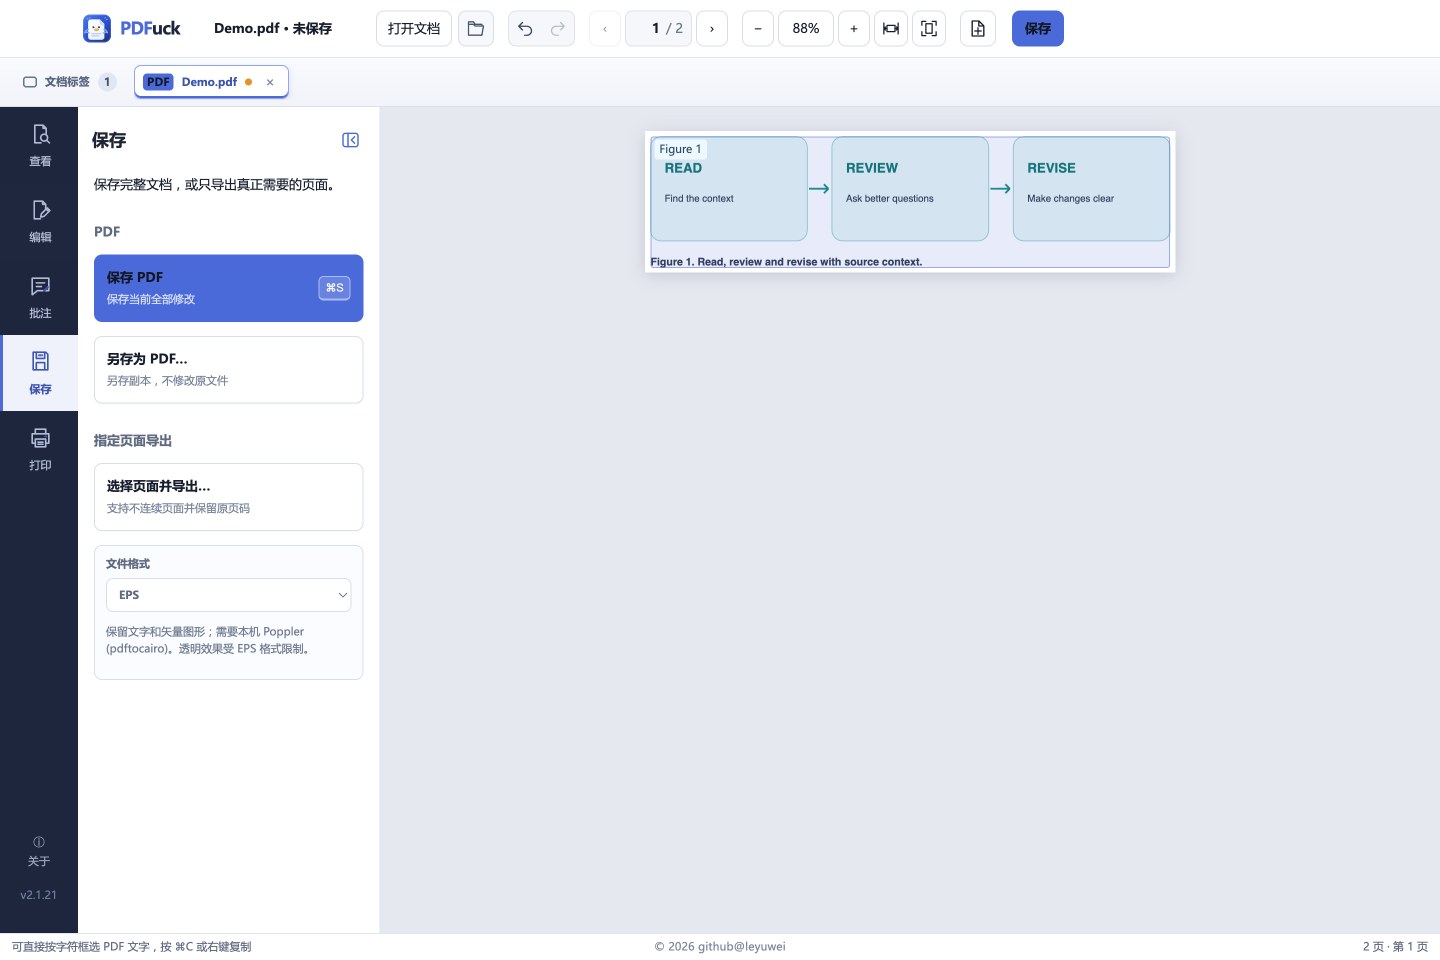 PDFuck
Demo.pdf • 未保存
打开文档
‹
1 / 2
›
−
88%
+
保存
文档标签 1
PDF Demo.pdf ×
查看
编辑
批注
保存
打印
关于
v2.1.21
保存
保存完整文档，或只导出真正需要的页面。
PDF
保存 PDF
保存当前全部修改
⌘S
另存为 PDF...
另存副本，不修改原文件
指定页面导出
选择页面并导出...
支持不连续页面并保留原页码
文件格式
EPS
保留文字和矢量图形；需要本机 Poppler
(pdftocairo)。透明效果受 EPS 格式限制。
Figure 1
READ
Find the context
REVIEW
Ask better questions
REVISE
Make changes clear
Figure 1. Read, review and revise with source context.
可直接按字符框选 PDF 文字，按 ⌘C 或右键复制
© 2026 github@leyuwei
2 页 · 第 1 页